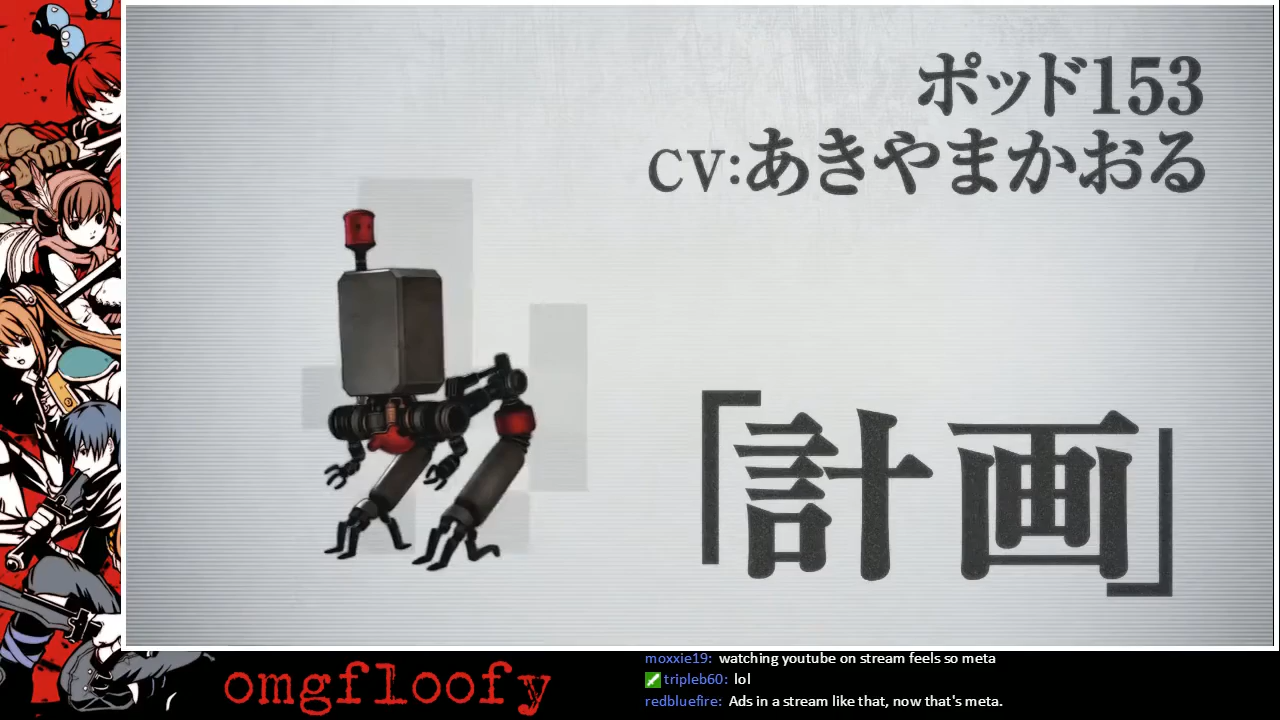 ポッド153
CV:あきやまかおる
「計画」
omgfloofy
moxxie19: watching youtube on stream feels so meta
tripleb60: lol
redbluefire: Ads in a stream like that, now that's meta.